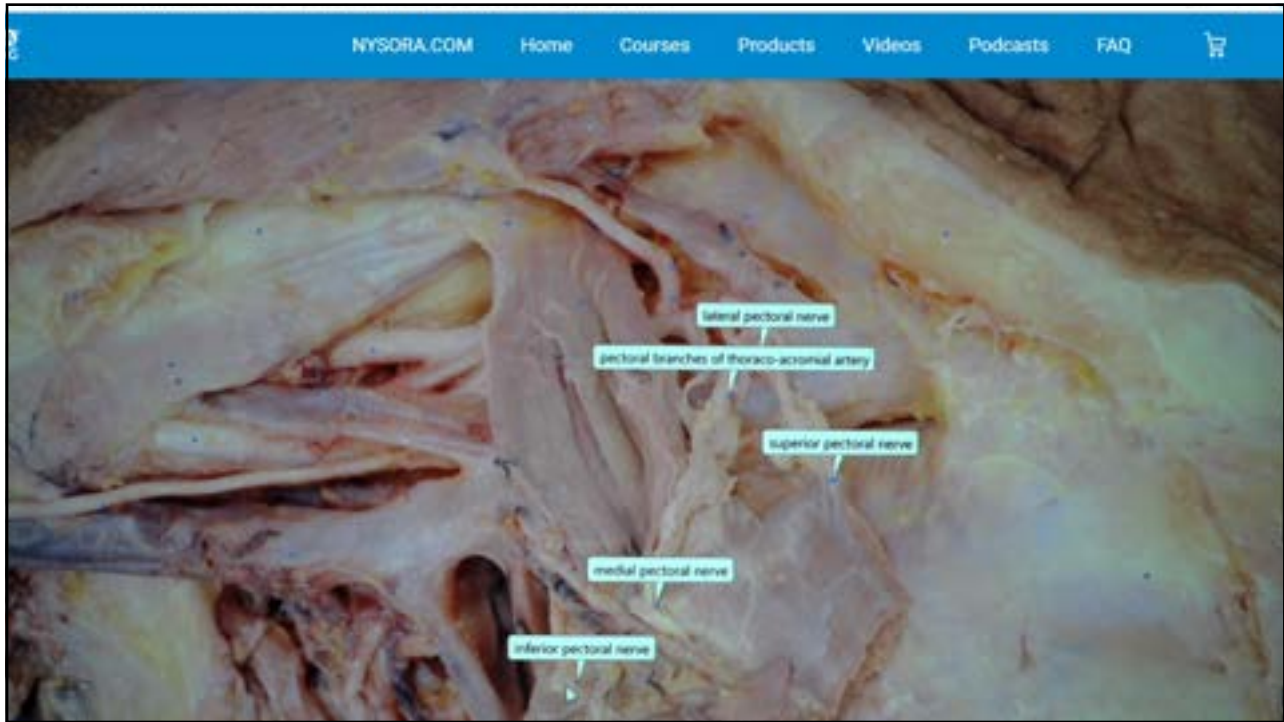 NYSORA.COM Home Courses Products Videos Podcasts FAQ
lateral pectoral nerve
pectoral branches of thoraco-acromial artery
superior pectoral nerve
medial pectoral nerve
inferior pectoral nerve